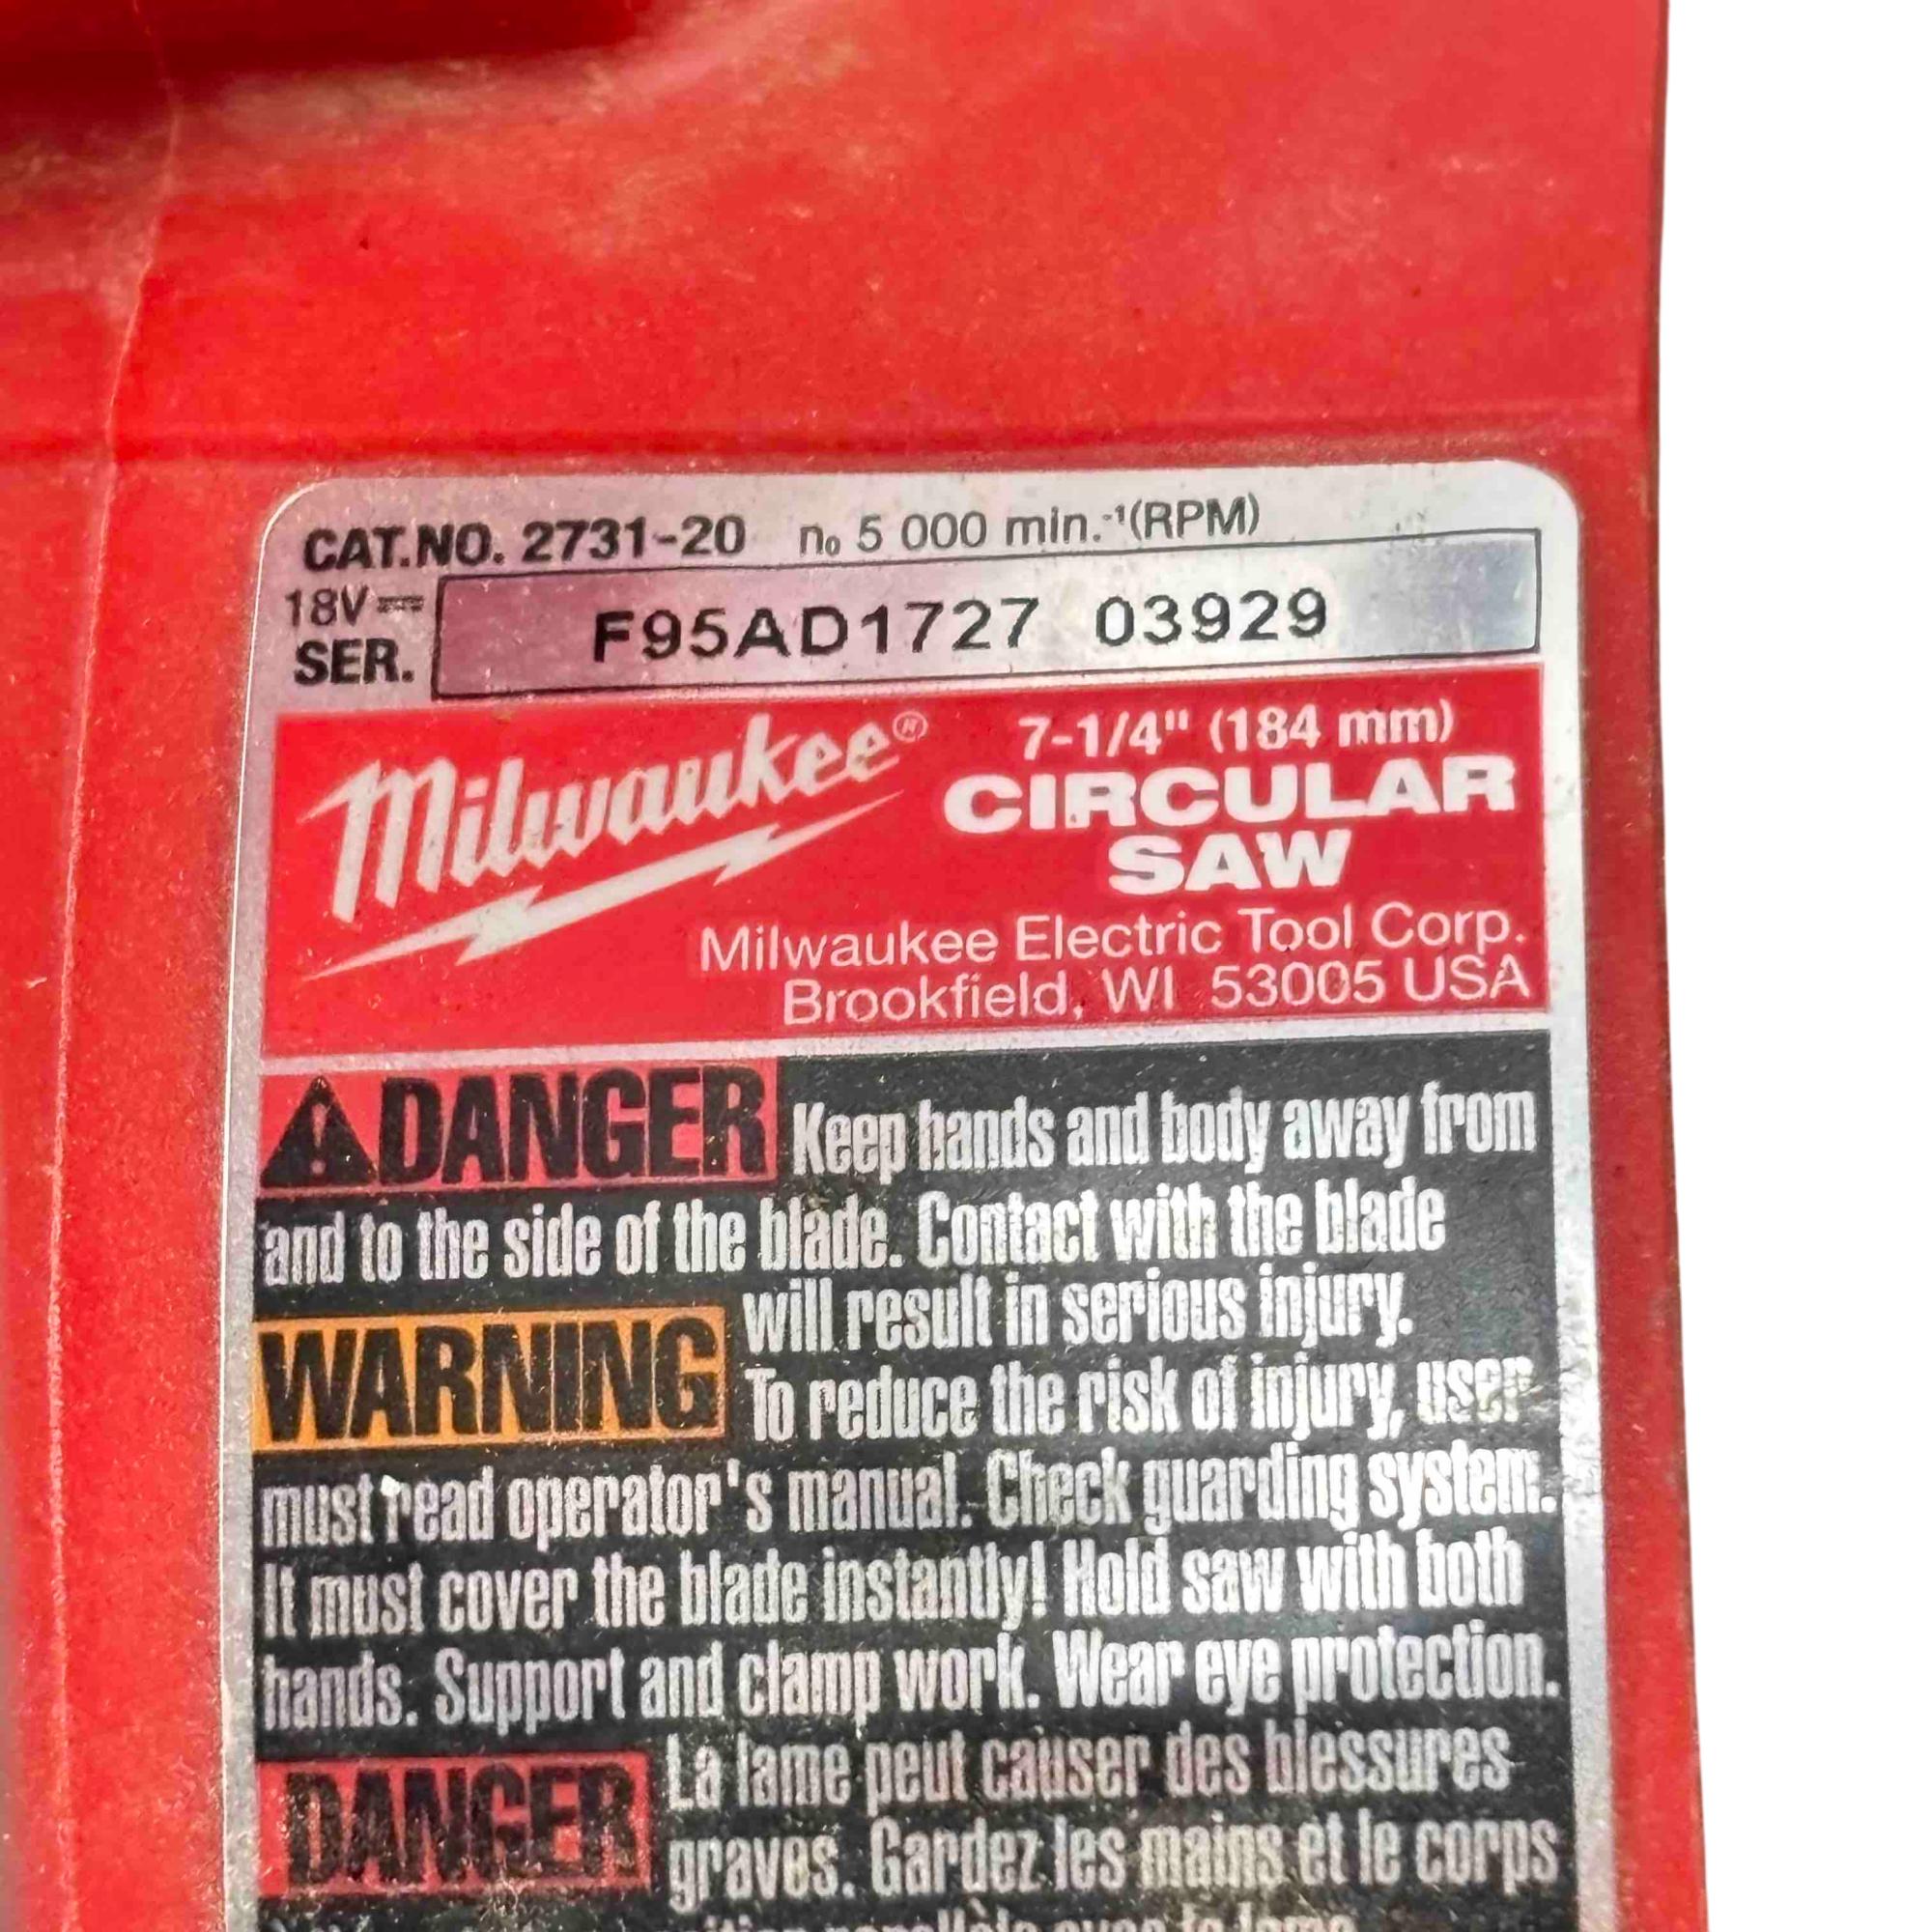 CAT.NO. 2731-20 n₀ 5 000 min.⁻¹(RPM)
18V⎓
SER. F95AD1727 03929
Milwaukee®
7-1/4" (184 mm)
CIRCULAR
SAW
Milwaukee Electric Tool Corp.
Brookfield, WI 53005 USA
DANGER Keep hands and body away from
and to the side of the blade. Contact with the blade
will result in serious injury.
WARNING To reduce the risk of injury, user
must read operator's manual. Check guarding system.
It must cover the blade instantly! Hold saw with both
hands. Support and clamp work. Wear eye protection.
DANGER La lame peut causer des blessures
graves. Gardez les mains et le corps